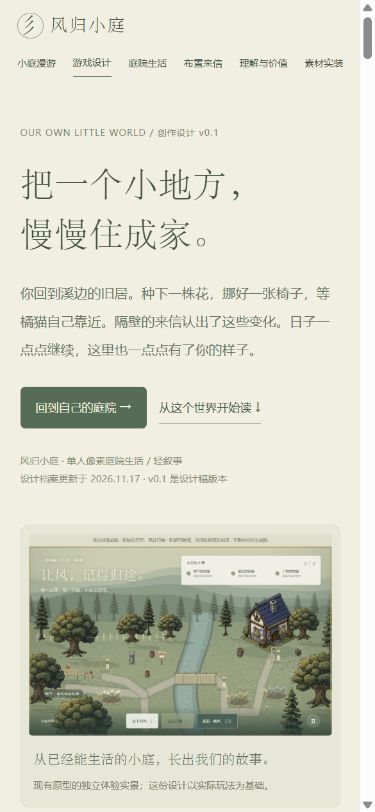 风归小庭
小庭漫游 游戏设计 庭院生活 布置来信 理解与价值 素材实装
OUR OWN LITTLE WORLD / 创作设计 v0.1
把一个小地方，
慢慢住成家。
你回到溪边的旧居。种下一株花，挪好一张椅子，等
橘猫自己靠近。隔壁的来信认出了这些变化。日子一
点点继续，这里也一点点有了你的样子。
回到自己的庭院 → 从这个世界开始读 ↓
风归小庭 · 单人像素庭院生活 / 轻叙事
设计档案更新于 2026.11.17 · v0.1 是设计稿版本
让风，记得归途。
从已经能生活的小庭，长出我们的故事。
现有原型的独立体验实景；这份设计以实际玩法为基础。